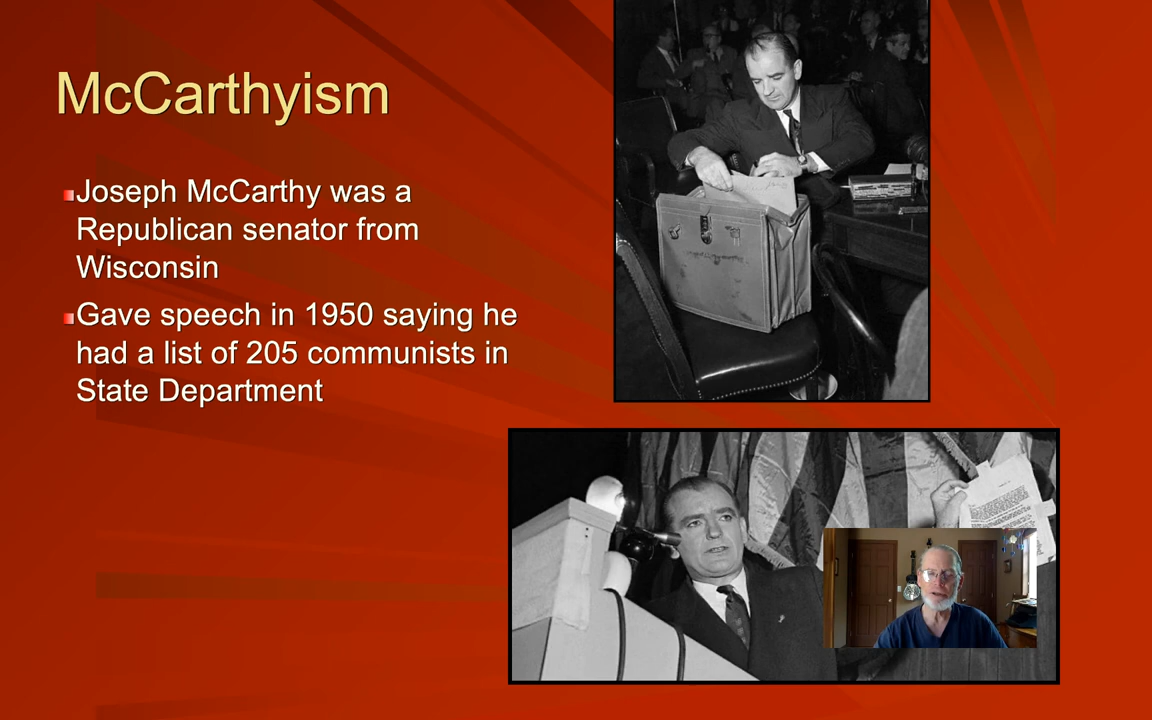 McCarthyism
Joseph McCarthy was a
Republican senator from
Wisconsin
Gave speech in 1950 saying he
had a list of 205 communists in
State Department